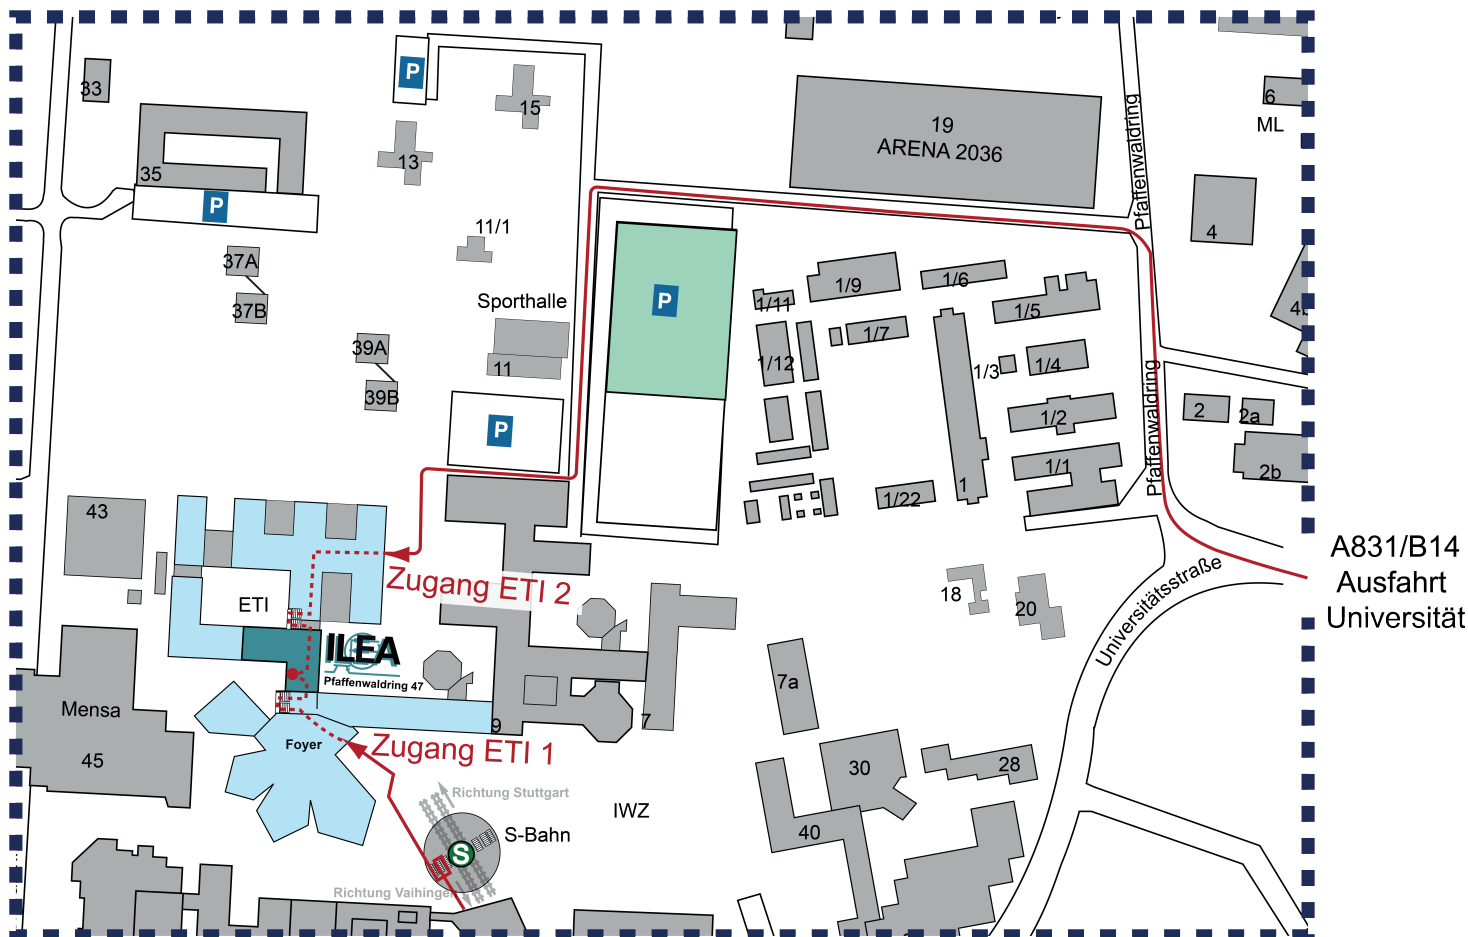 33
P
15
13
35
P
11/1
37A
37B
Sporthalle
39A
39B
11
P
P
19
ARENA 2036
Pfaffenwaldring
6
ML
4
4b
1/11
1/9
1/6
1/5
1/7
1/12
1/3
1/4
1/2
1/1
1
1/22
Pfaffenwaldring
2
2a
2b
43
ETI
Zugang ETI 2
ILEA
Pfaffenwaldring 47
A831/B14
Ausfahrt
Universität
Universitätsstraße
18
20
7a
7
9
Mensa
45
Foyer
Zugang ETI 1
Richtung Stuttgart
S-Bahn
S
Richtung Vaihingen
IWZ
30
28
40